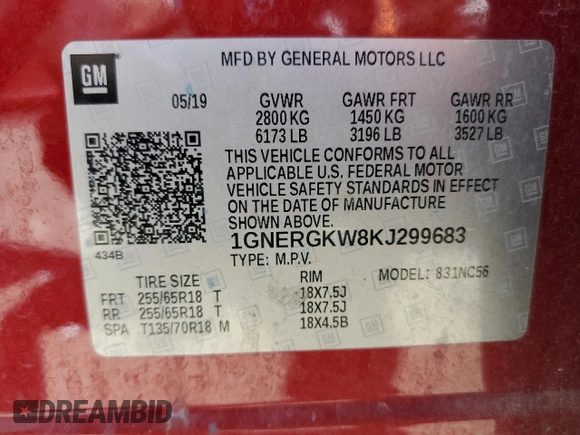 GM
MFD BY GENERAL MOTORS LLC
05/19 GVWR GAWR FRT GAWR RR
2800 KG 1450 KG 1600 KG
6173 LB 3196 LB 3527 LB
THIS VEHICLE CONFORMS TO ALL
APPLICABLE U.S. FEDERAL MOTOR
VEHICLE SAFETY STANDARDS IN EFFECT
ON THE DATE OF MANUFACTURE
SHOWN ABOVE.
434B 1GNERGKW8KJ299683
TYPE: M.P.V.
TIRE SIZE RIM MODEL: 831NC56
FRT 255/65R18 T 18X7.5J
RR 255/65R18 T 18X7.5J
SPA T135/70R18 M 18X4.5B
DREAMBID